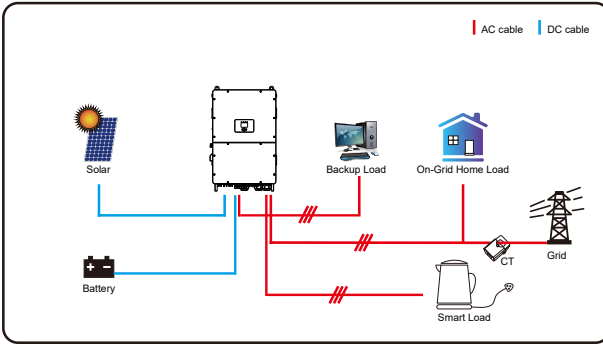 AC cable
DC cable
Solar
Backup Load
On-Grid Home Load
Grid
CT
Battery
Smart Load